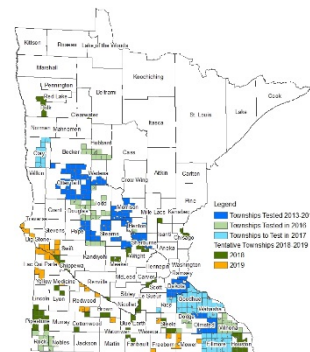 Kittson
Roseau
Lake of the Woods
Marshall
Koochiching
Pennington
Red Lake
Polk
Beltrami
Clearwater
Cook
Lake
St. Louis
Itasca
Norman
Mahnomen
Hubbard
Clay
Becker
Cass
Wilkin
Wadena
Otter Tail
Crow Wing
Aitkin
Carlton
Pine
Grant
Douglas
Todd
Morrison
Mille Lacs
Kanabec
Traverse
Stevens
Pope
Stearns
Benton
Big Stone
Swift
Kandiyohi
Meeker
Wright
Anoka
Chisago
Lac Qui Parle
Chippewa
Hennepin
Washington
Ramsey
McLeod
Carver
Yellow Medicine
Renville
Scott
Dakota
Sibley
Le Sueur
Rice
Goodhue
Lincoln
Lyon
Redwood
Nicollet
Brown
Pipestone
Murray
Cottonwood
Blue Earth
Waseca
Steele
Dodge
Olmsted
Winona
Rock
Nobles
Jackson
Martin
Faribault
Freeborn
Mower
Fillmore
Legend
Townships Tested 2013-20
Townships Tested in 2016
Townships to Test in 2017
Tentative Townships 2018-2019
2018
2019